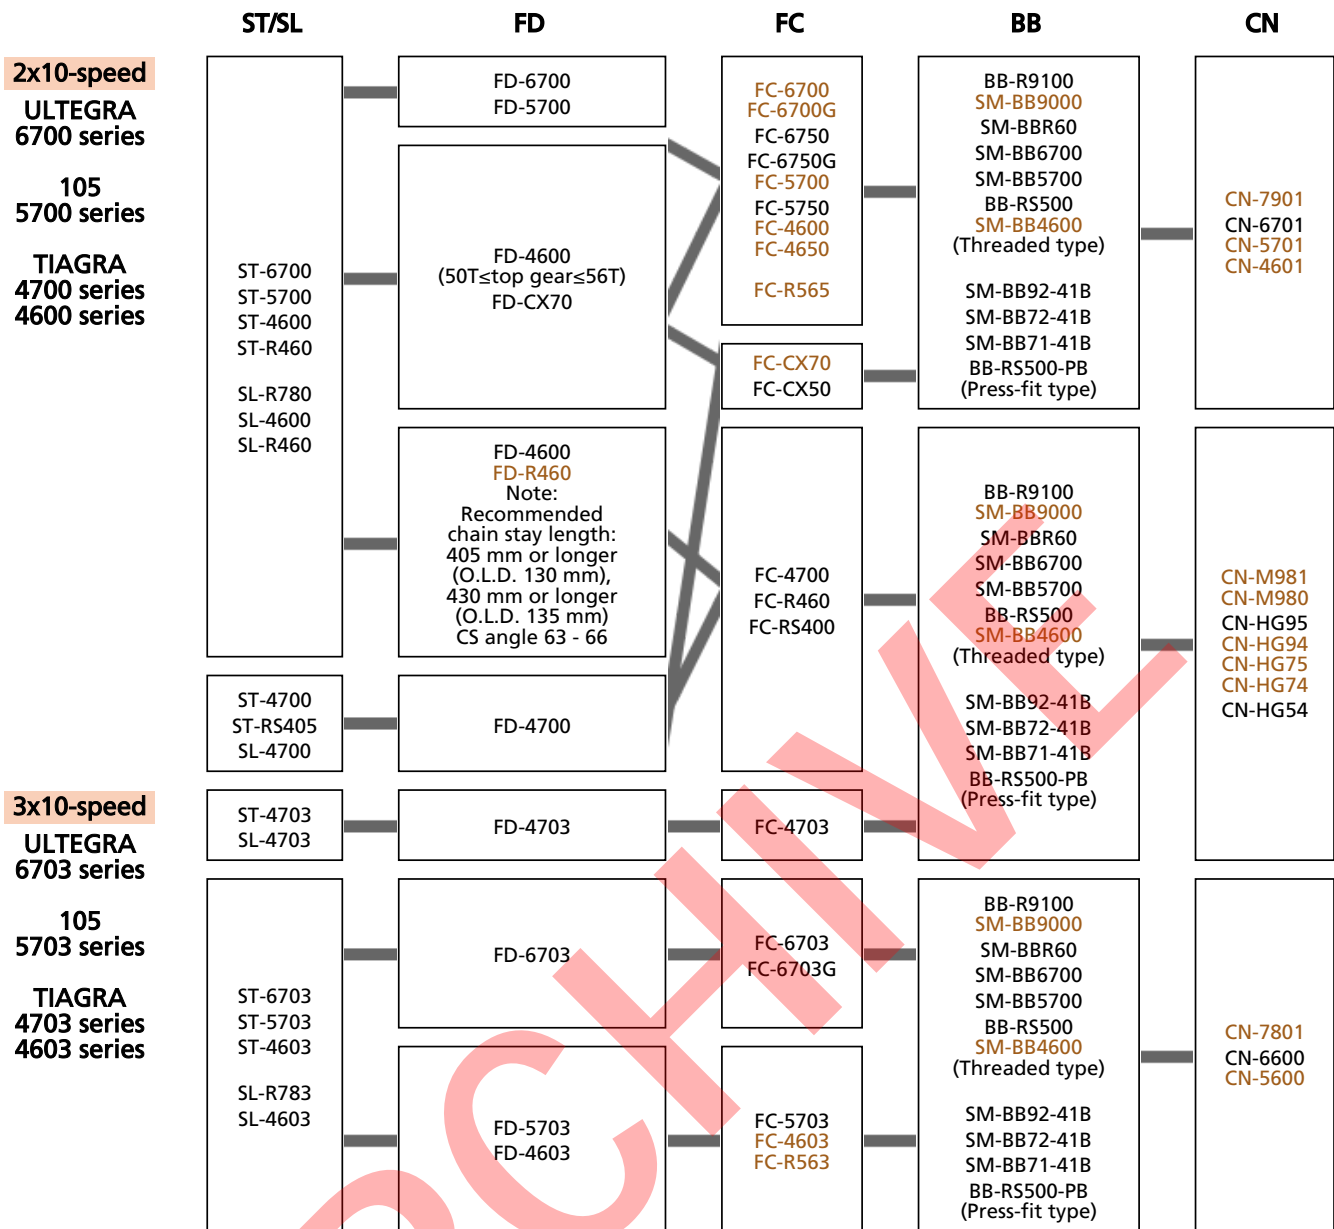 ST/SL
FD
FC
BB
CN
2x10-speed
ULTEGRA
6700 series
105
5700 series
TIAGRA
4700 series
4600 series
ST-6700
ST-5700
ST-4600
ST-R460
SL-R780
SL-4600
SL-R460
FD-6700
FD-5700
FD-4600
(50T≤top gear≤56T)
FD-CX70
FD-4600
FD-R460
Note:
Recommended
chain stay length:
405 mm or longer
(O.L.D. 130 mm),
430 mm or longer
(O.L.D. 135 mm)
CS angle 63 - 66
FC-6700
FC-6700G
FC-6750
FC-6750G
FC-5700
FC-5750
FC-4600
FC-4650
FC-R565
FC-CX70
FC-CX50
FC-4700
FC-R460
FC-RS400
BB-R9100
SM-BB9000
SM-BBR60
SM-BB6700
SM-BB5700
BB-RS500
SM-BB4600
(Threaded type)
SM-BB92-41B
SM-BB72-41B
SM-BB71-41B
BB-RS500-PB
(Press-fit type)
CN-7901
CN-6701
CN-5701
CN-4601
BB-R9100
SM-BB9000
SM-BBR60
SM-BB6700
SM-BB5700
BB-RS500
SM-BB4600
(Threaded type)
SM-BB92-41B
SM-BB72-41B
SM-BB71-41B
BB-RS500-PB
(Press-fit type)
CN-M981
CN-M980
CN-HG95
CN-HG94
CN-HG75
CN-HG74
CN-HG54
ST-4700
ST-RS405
SL-4700
FD-4700
3x10-speed
ULTEGRA
6703 series
105
5703 series
TIAGRA
4703 series
4603 series
ST-4703
SL-4703
FD-4703
FC-4703
ST-6703
ST-5703
ST-4603
SL-R783
SL-4603
FD-6703
FC-6703
FC-6703G
FD-5703
FD-4603
FC-5703
FC-4603
FC-R563
BB-R9100
SM-BB9000
SM-BBR60
SM-BB6700
SM-BB5700
BB-RS500
SM-BB4600
(Threaded type)
SM-BB92-41B
SM-BB72-41B
SM-BB71-41B
BB-RS500-PB
(Press-fit type)
CN-7801
CN-6600
CN-5600
RCHIVE